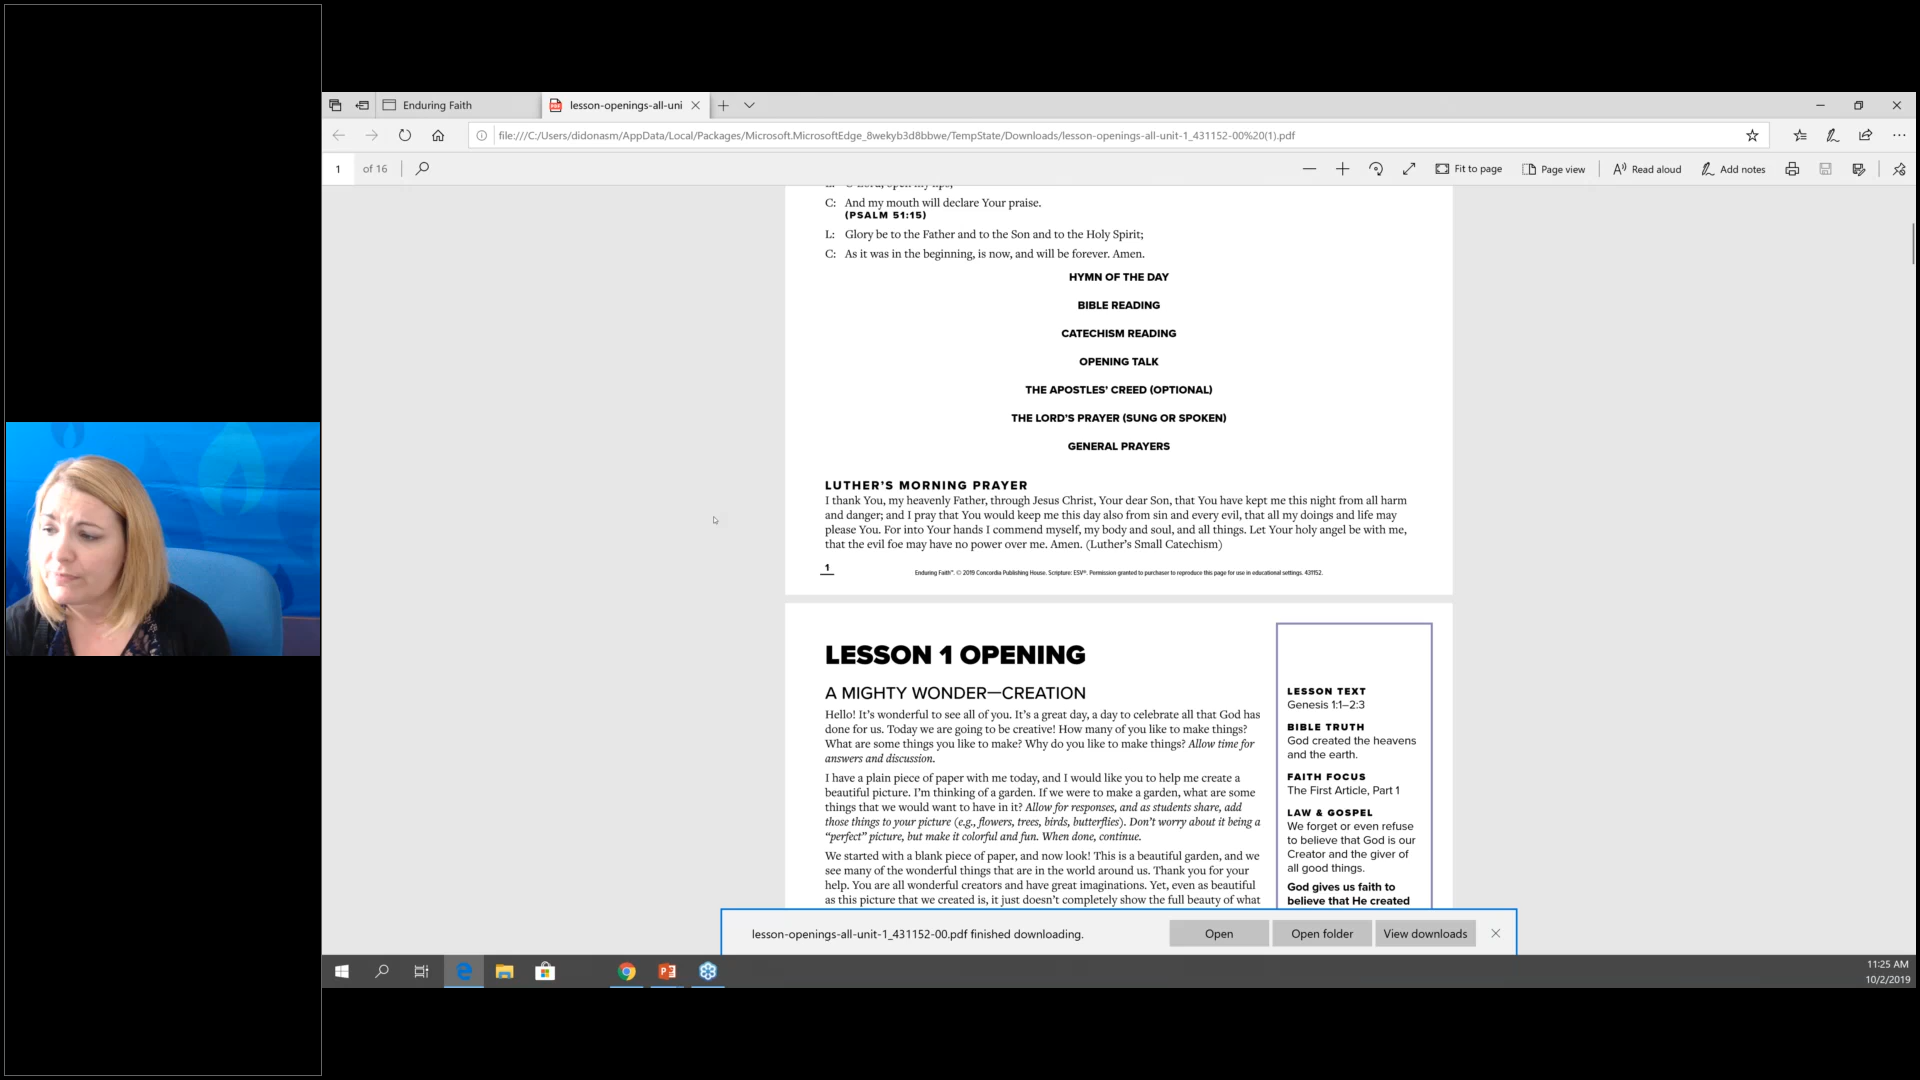 Enduring Faith
lesson-openings-all-uni
file:///C:/Users/didonasm/AppData/Local/Packages/Microsoft.MicrosoftEdge_8wekyb3d8bbwe/TempState/Downloads/lesson-openings-all-unit-1_431152-00%20(1).pdf
1 of 16
Fit to page
Page view
Read aloud
Add notes
C: And my mouth will declare Your praise.
(PSALM 51:15)
L: Glory be to the Father and to the Son and to the Holy Spirit;
C: As it was in the beginning, is now, and will be forever. Amen.
HYMN OF THE DAY
BIBLE READING
CATECHISM READING
OPENING TALK
THE APOSTLES' CREED (OPTIONAL)
THE LORD'S PRAYER (SUNG OR SPOKEN)
GENERAL PRAYERS
LUTHER'S MORNING PRAYER
I thank You, my heavenly Father, through Jesus Christ, Your dear Son, that You have kept me this night from all harm
and danger; and I pray that You would keep me this day also from sin and every evil, that all my doings and life may
please You. For into Your hands I commend myself, my body and soul, and all things. Let Your holy angel be with me,
that the evil foe may have no power over me. Amen. (Luther's Small Catechism)
1
Enduring Faith™. © 2019 Concordia Publishing House. Scripture: ESV®. Permission granted to purchaser to reproduce this page for use in educational settings. 431152.
LESSON 1 OPENING
A MIGHTY WONDER—CREATION
Hello! It's wonderful to see all of you. It's a great day, a day to celebrate all that God has
done for us. Today we are going to be creative! How many of you like to make things?
What are some things you like to make? Why do you like to make things? Allow time for
answers and discussion.
I have a plain piece of paper with me today, and I would like you to help me create a
beautiful picture. I'm thinking of a garden. If we were to make a garden, what are some
things that we would want to have in it? Allow for responses, and as students share, add
those things to your picture (e.g., flowers, trees, birds, butterflies). Don't worry about it being a
"perfect" picture, but make it colorful and fun. When done, continue.
We started with a blank piece of paper, and now look! This is a beautiful garden, and we
see many of the wonderful things that are in the world around us. Thank you for your
help. You are all wonderful creators and have great imaginations. Yet, even as beautiful
as this picture that we created is, it just doesn't completely show the full beauty of what
LESSON TEXT
Genesis 1:1–2:3
BIBLE TRUTH
God created the heavens
and the earth.
FAITH FOCUS
The First Article, Part 1
LAW & GOSPEL
We forget or even refuse
to believe that God is our
Creator and the giver of
all good things.
God gives us faith to
believe that He created
lesson-openings-all-unit-1_431152-00.pdf finished downloading.
Open
Open folder
View downloads
11:25 AM
10/2/2019